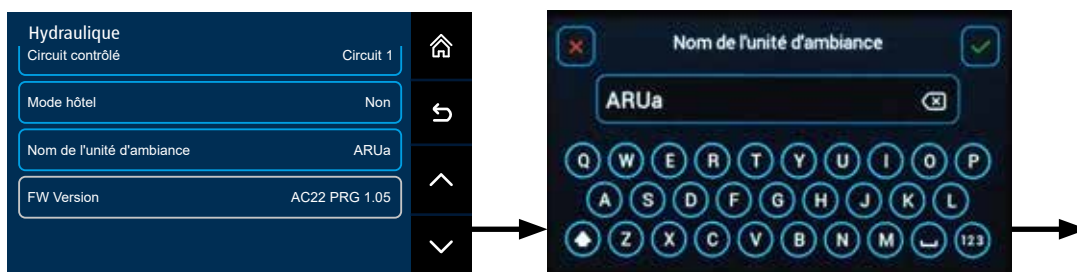 Hydraulique
Circuit contrôlé Circuit 1
Mode hôtel Non
Nom de l'unité d'ambiance ARUa
FW Version AC22 PRG 1.05
Nom de l'unité d'ambiance
ARUa
Q W E R T Y U I O P
A S D F G H J K L
Z X C V B N M 123